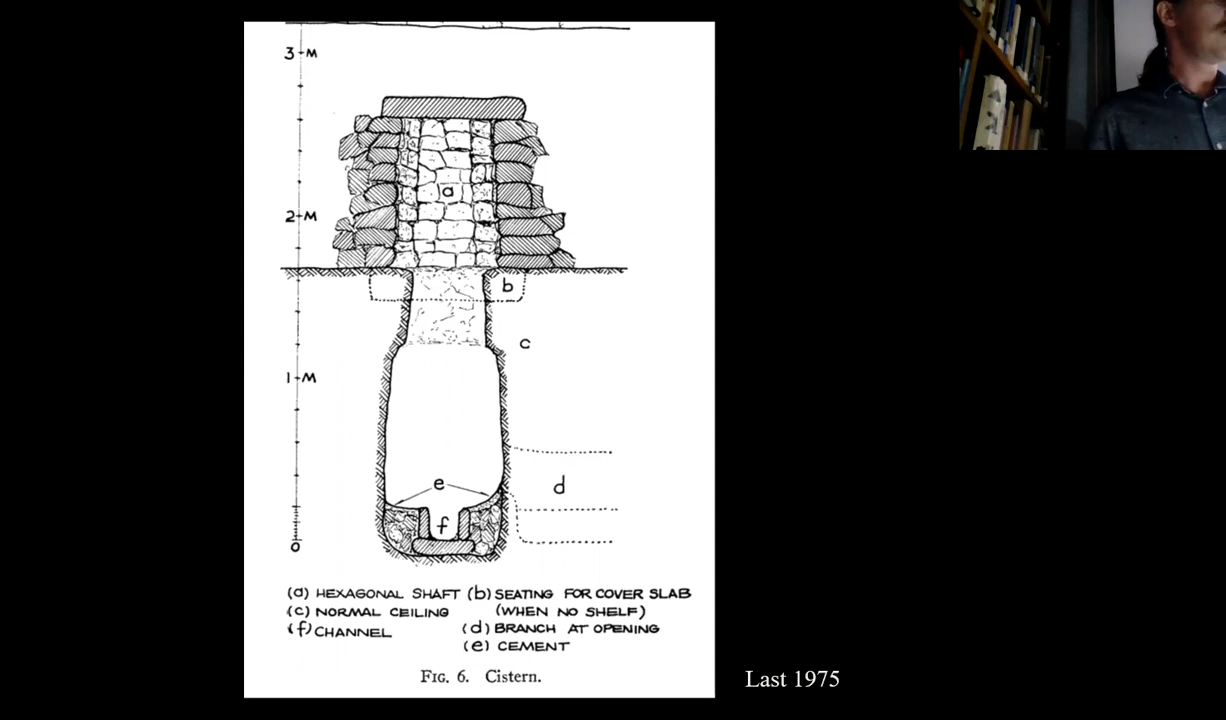 3 M
a
2 M
b
c
1 M
e
d
f
0
(a) HEXAGONAL SHAFT (b) SEATING FOR COVER SLAB
(c) NORMAL CEILING (WHEN NO SHELF)
(f) CHANNEL (d) BRANCH AT OPENING
(e) CEMENT
FIG. 6. Cistern.
Last 1975